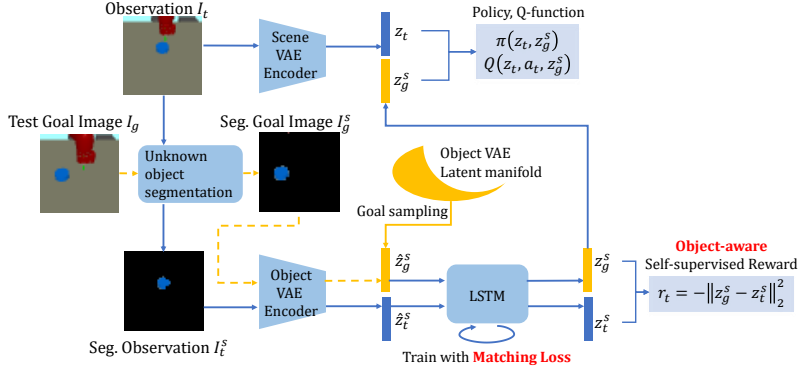 Observation I_t
Scene
VAE
Encoder
z_t
z_g^s
Policy, Q-function
π(z_t, z_g^s)
Q(z_t, a_t, z_g^s)
Test Goal Image I_g
Seg. Goal Image I_g^s
Unknown
object
segmentation
Object VAE
Latent manifold
Goal sampling
Object
VAE
Encoder
ẑ_g^s
ẑ_t^s
LSTM
z_g^s
z_t^s
Object-aware
Self-supervised Reward
r_t = −‖z_g^s − z_t^s‖_2^2
Seg. Observation I_t^s
Train with Matching Loss